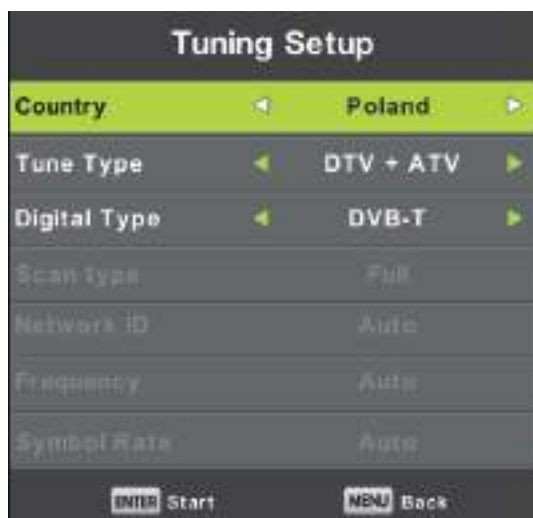 Tuning Setup
Country Poland
Tune Type DTV + ATV
Digital Type DVB-T
Scan type Full
Network ID Auto
Frequency Auto
Symbol Rate Auto
ENTER Start MENU Back